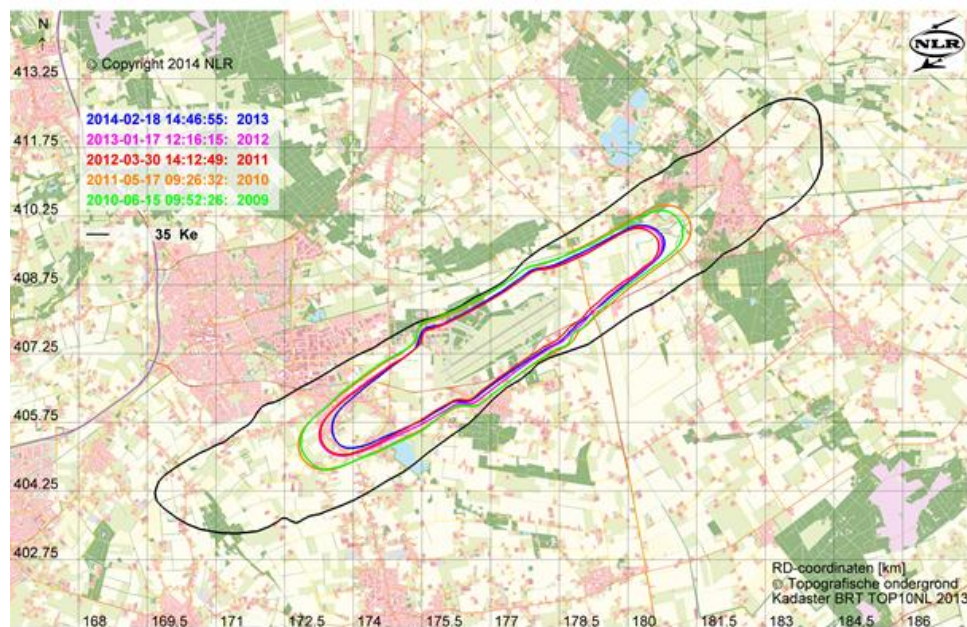 N
NLR
© Copyright 2014 NLR
413.25
2014-02-18 14:46:55: 2013
2013-01-17 12:16:15: 2012
411.75
2012-03-30 14:12:49: 2011
2011-05-17 09:26:32: 2010
2010-06-15 09:52:26: 2009
410.25
35 Ke
408.75
407.25
405.75
404.25
402.75
RD-coordinaten [km]
© Topografische ondergrond
Kadaster BRT TOP10NL 2013
168 169.5 171 172.5 174 175.5 177 178.5 180 181.5 183 184.5 186